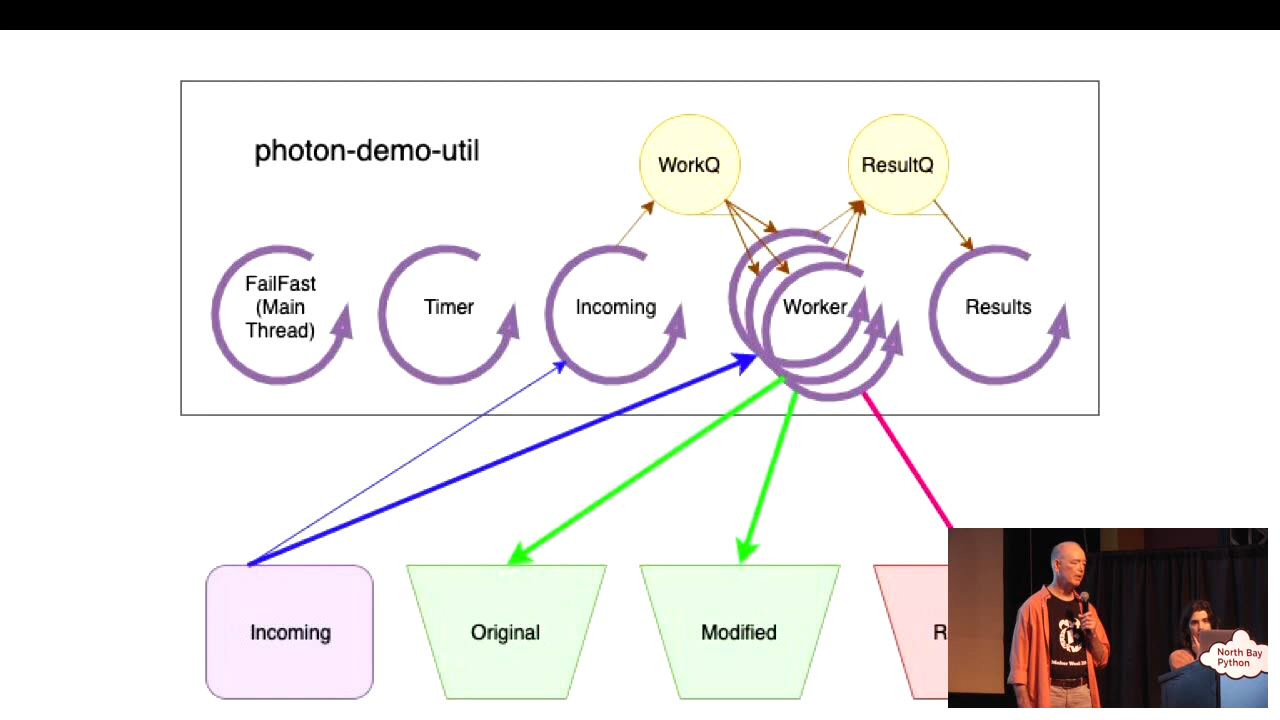 photon-demo-util
WorkQ
ResultQ
FailFast
(Main
Thread)
Timer
Incoming
Worker
Results
Incoming
Original
Modified
R
North Bay
Python